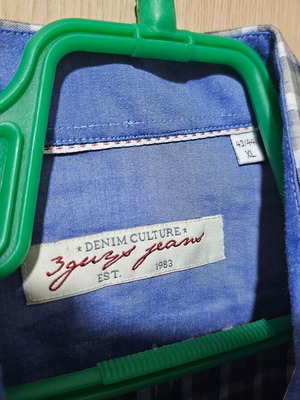 43/44
XL
* DENIM CULTURE *
3guys jeans
EST. 1983